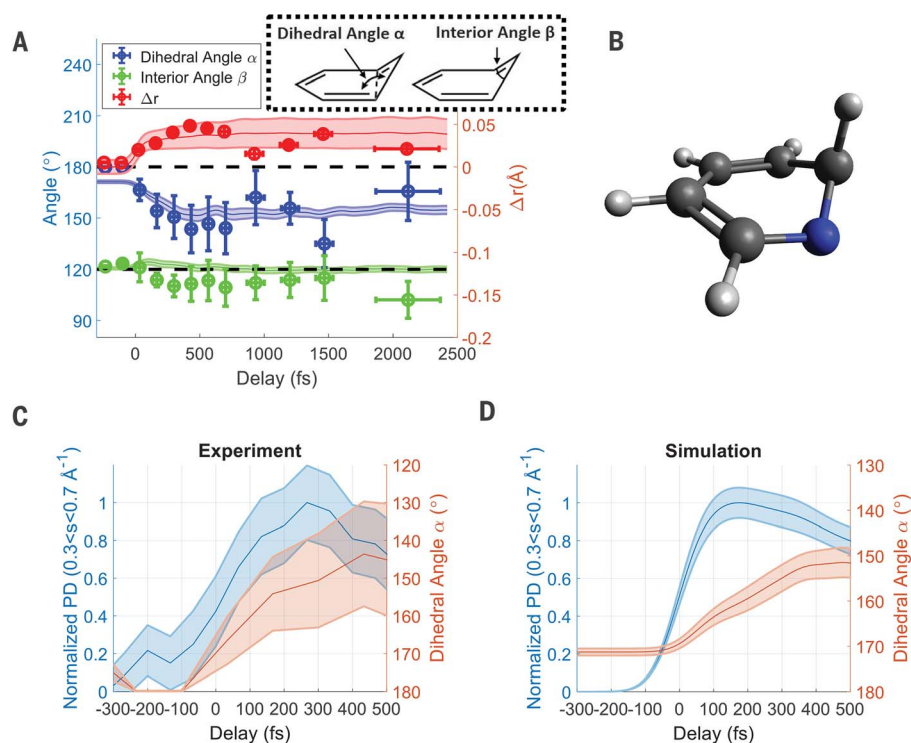 A
B
Dihedral Angle α
Interior Angle β
Dihedral Angle α
Interior Angle β
Δr
240
210
180
150
120
90
Angle (°)
0.05
0
-0.05
-0.1
-0.15
-0.2
Δr(Å)
0
500
1000
1500
2000
2500
Delay (fs)
C
D
Experiment
Normalized PD (0.3<s<0.7 Å⁻¹)
1
0.8
0.6
0.4
0.2
0
120
130
140
150
160
170
180
Dihedral Angle α (°)
-300-200-100 0 100 200 300 400 500
Delay (fs)
Simulation
Normalized PD (0.3<s<0.7 Å⁻¹)
1
0.8
0.6
0.4
0.2
0
130
140
150
160
170
180
Dihedral Angle α (°)
-300-200-100 0 100 200 300 400 500
Delay (fs)